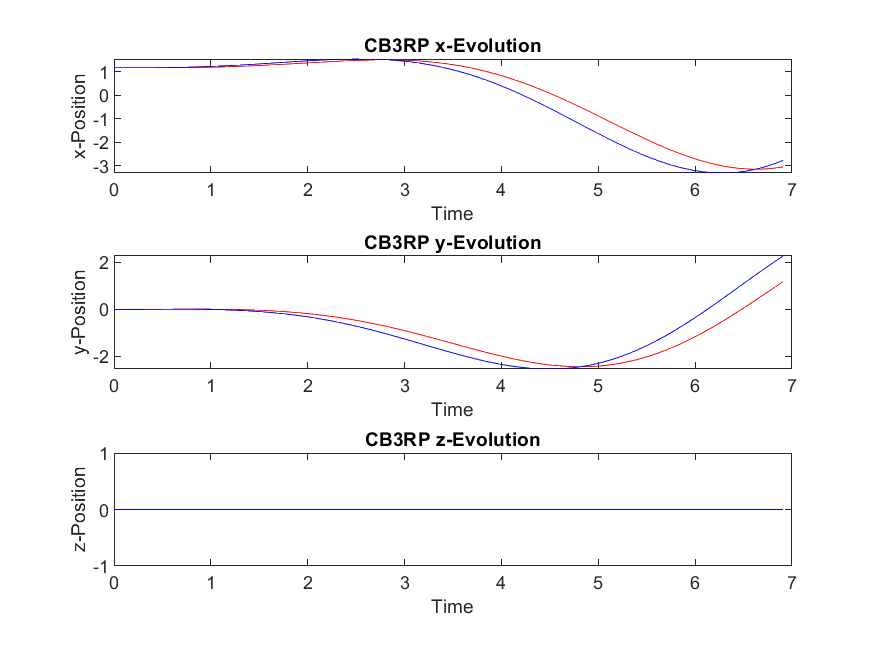 CB3RP x-Evolution
x-Position
1
0
-1
-2
-3
0 1 2 3 4 5 6 7
Time
CB3RP y-Evolution
y-Position
2
0
-2
0 1 2 3 4 5 6 7
Time
CB3RP z-Evolution
z-Position
1
0
-1
0 1 2 3 4 5 6 7
Time